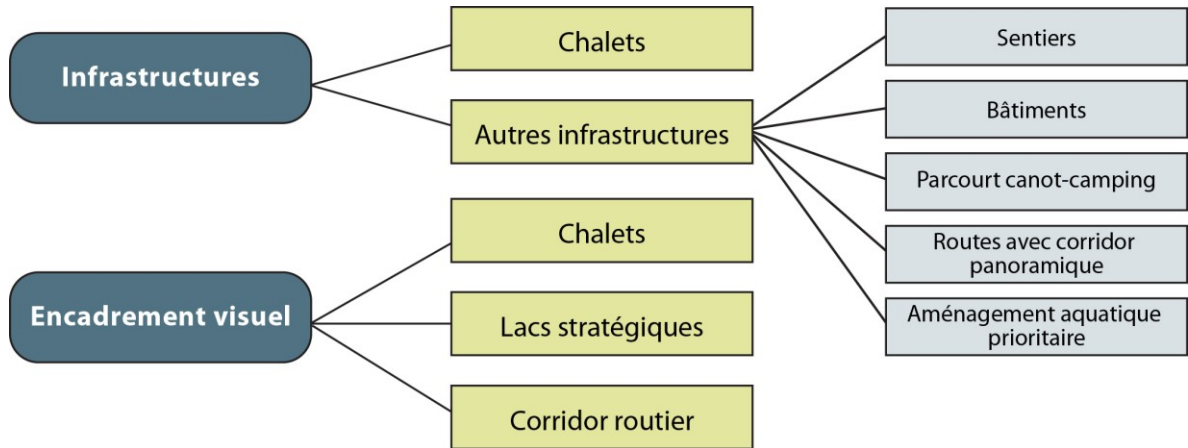 Infrastructures
Chalets
Autres infrastructures
Sentiers
Bâtiments
Parcourt canot-camping
Routes avec corridor
panoramique
Aménagement aquatique
prioritaire
Encadrement visuel
Chalets
Lacs stratégiques
Corridor routier